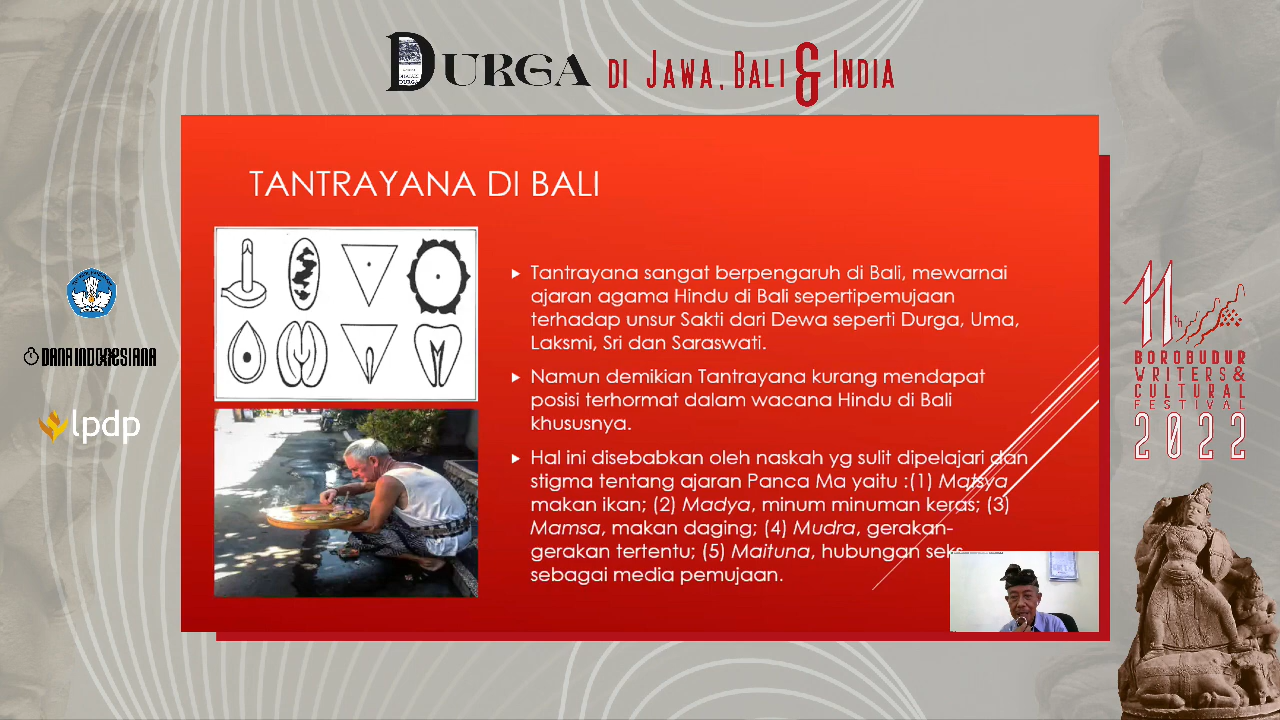 DURGA DI JAWA, BALI & INDIA
TANTRAYANA DI BALI
Tantrayana sangat berpengaruh di Bali, mewarnai
ajaran agama Hindu di Bali sepertipemujaan
terhadap unsur Sakti dari Dewa seperti Durga, Uma,
Laksmi, Sri dan Saraswati.
Namun demikian Tantrayana kurang mendapat
posisi terhormat dalam wacana Hindu di Bali
khususnya.
Hal ini disebabkan oleh naskah yg sulit dipelajari dan
stigma tentang ajaran Panca Ma yaitu :(1) Matsya
makan ikan; (2) Madya, minum minuman keras; (3)
Mamsa, makan daging; (4) Mudra, gerakan-
gerakan tertentu; (5) Maituna, hubungan seks
sebagai media pemujaan.
DANA INDONESIANA
lpdp
11th
BOROBUDUR
WRITERS &
CULTURAL
FESTIVAL
2022